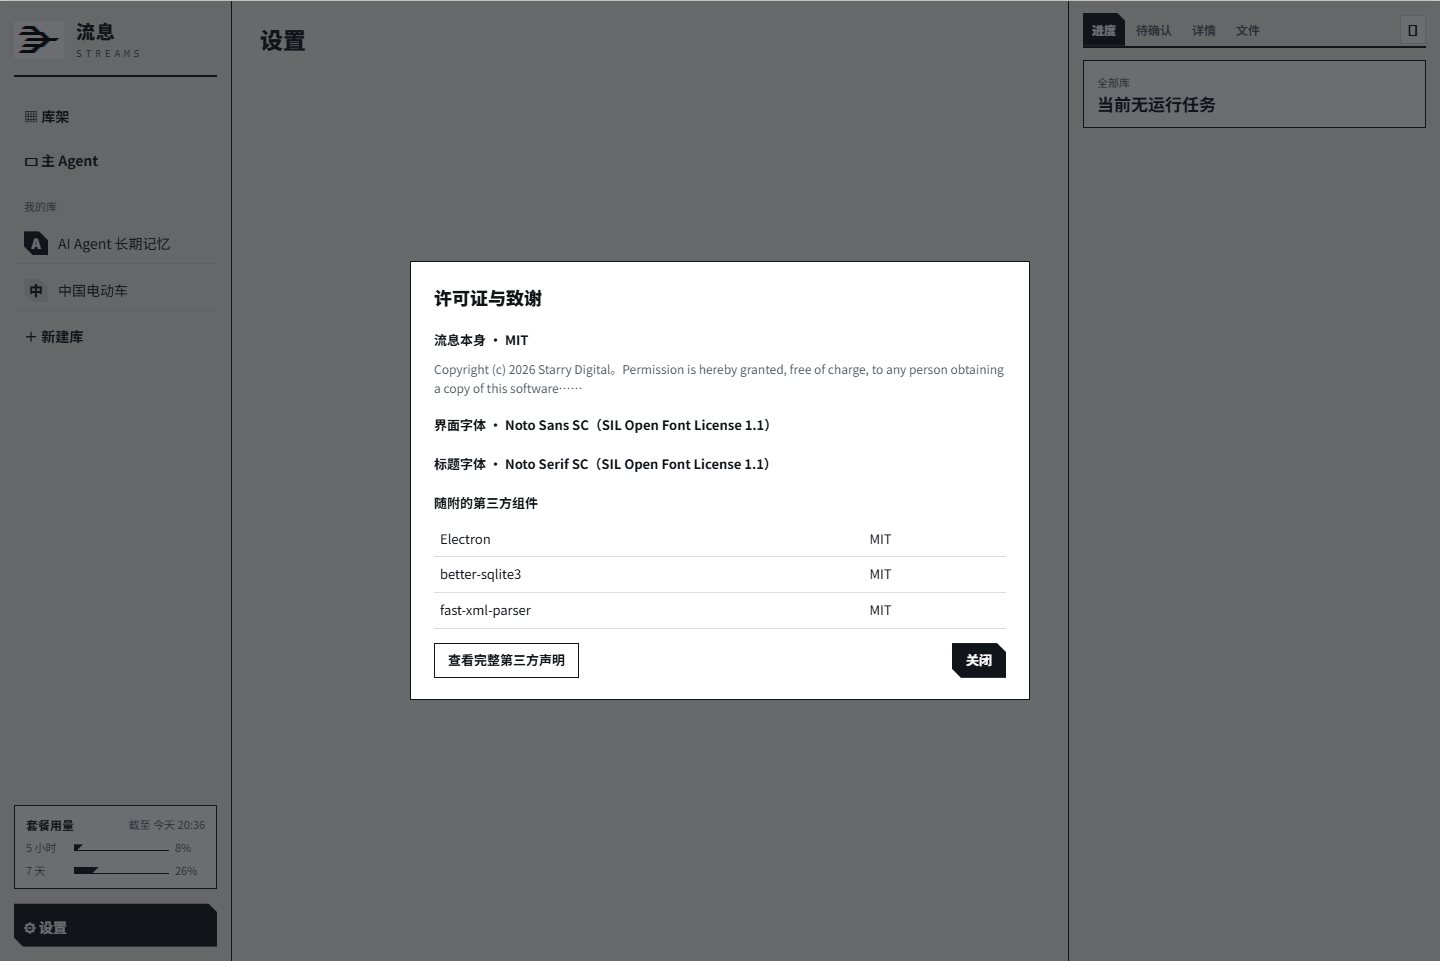 流息
STREAMS
库架
主 Agent
我的库
A AI Agent 长期记忆
中 中国电动车
+ 新建库
套餐用量 截至 今天 20:36
5 小时 8%
7 天 26%
设置
设置
许可证与致谢
流息本身 · MIT
Copyright (c) 2026 Starry Digital。Permission is hereby granted, free of charge, to any person obtaining
a copy of this software……
界面字体 · Noto Sans SC（SIL Open Font License 1.1）
标题字体 · Noto Serif SC（SIL Open Font License 1.1）
随附的第三方组件
Electron MIT
better-sqlite3 MIT
fast-xml-parser MIT
查看完整第三方声明 关闭
进度 待确认 详情 文件
全部库
当前无运行任务